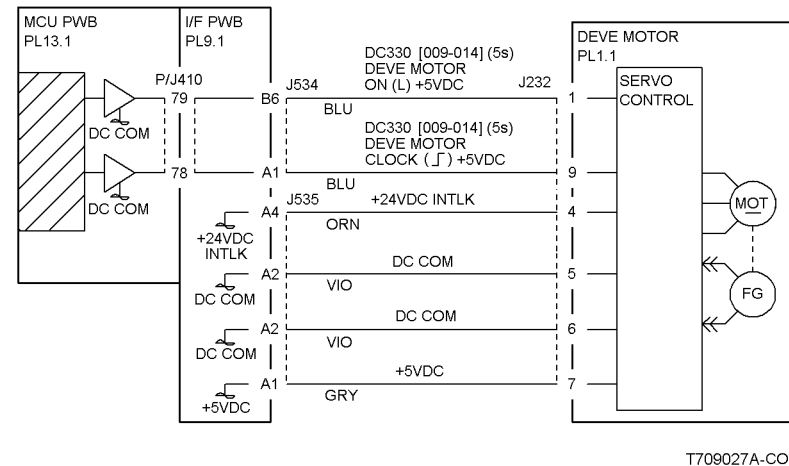 MCU PWB
PL13.1
I/F PWB
PL9.1
DEVE MOTOR
PL1.1
P/J410
J534
DC330 [009-014] (5s)
DEVE MOTOR
ON (L) +5VDC
J232
SERVO
CONTROL
79
B6
BLU
1
DC COM
DC330 [009-014] (5s)
DEVE MOTOR
CLOCK ( ) +5VDC
78
A1
BLU
9
DC COM
A4
J535
+24VDC INTLK
ORN
4
MOT
+24VDC
INTLK
A2
DC COM
VIO
5
DC COM
FG
A2
DC COM
VIO
6
DC COM
A1
+5VDC
GRY
7
+5VDC
T709027A-CO